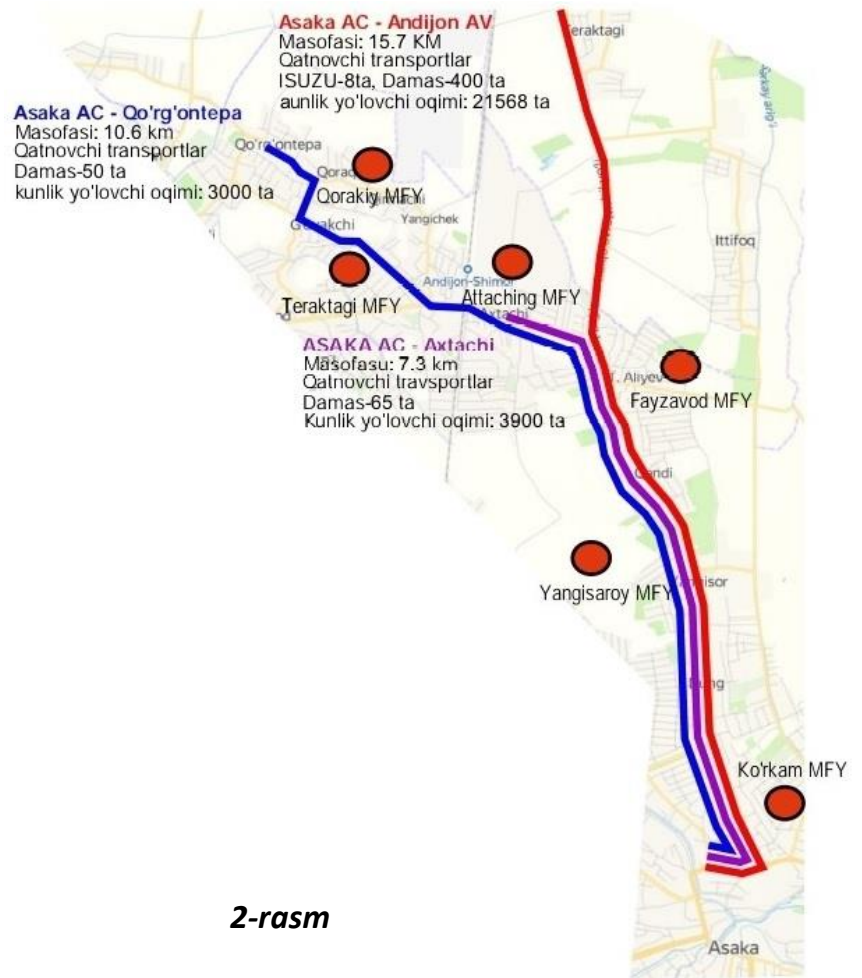 Asaka AC - Andijon AV
Masofasi: 15.7 KM
Qatnovchi transportlar
ISUZU-8ta, Damas-400 ta
aunlik yo'lovchi oqimi: 21568 ta
Teraktagi
Asaka AC - Qo'rg'ontepa
Masofasi: 10.6 km
Qatnovchi transportlar
Damas-50 ta
kunlik yo'lovchi oqimi: 3000 ta
Qo'rg'ontepa
Qorakiy MFY
Yangichek
Ittifoq
Andijon-Shimol
Teraktagi MFY
Attaching MFY
Axtachi
ASAKA AC - Axtachi
Masofasu: 7.3 km
Qatnovchi travsportlar
Damas-65 ta
Kunlik yo'lovchi oqimi: 3900 ta
Aliyev
Fayzavod MFY
Yangisaroy MFY
Ko'rkam MFY
2-rasm
Asaka